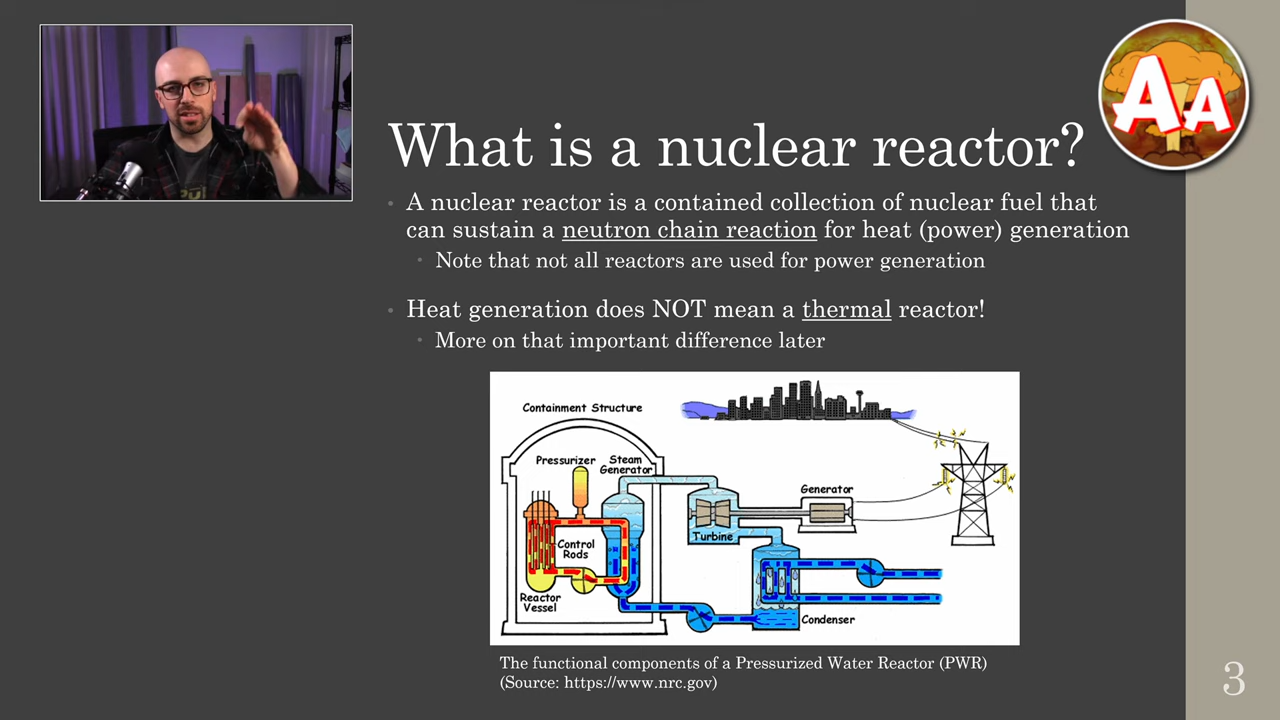 AA
What is a nuclear reactor?
A nuclear reactor is a contained collection of nuclear fuel that
can sustain a neutron chain reaction for heat (power) generation
Note that not all reactors are used for power generation
Heat generation does NOT mean a thermal reactor!
More on that important difference later
Containment Structure
Pressurizer
Steam
Generator
Control
Rods
Reactor
Vessel
Turbine
Generator
Condenser
The functional components of a Pressurized Water Reactor (PWR)
(Source: https://www.nrc.gov)
3